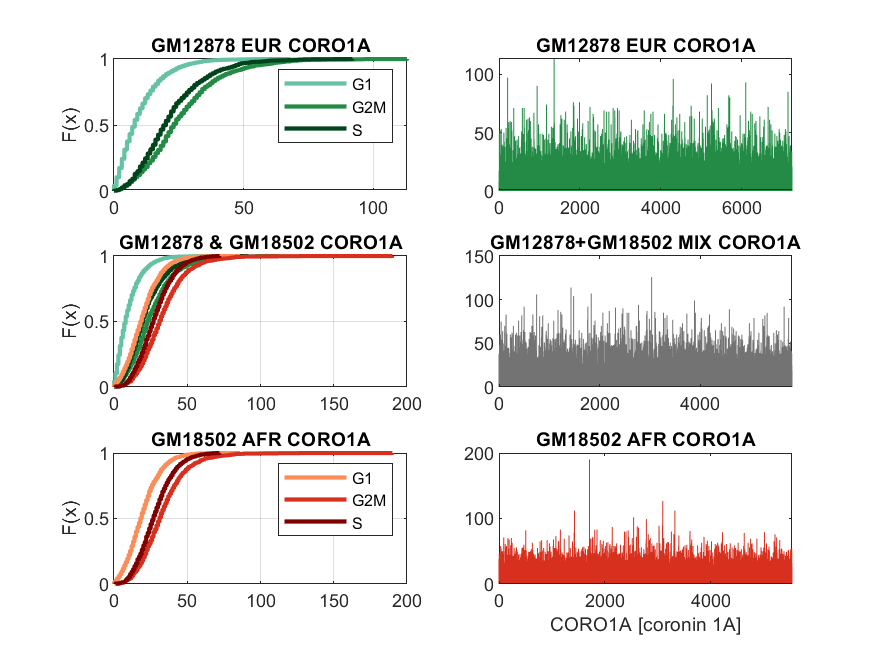 GM12878 EUR CORO1A
1
0.5
0
F(x)
0 50 100
G1
G2M
S
GM12878 EUR CORO1A
100
50
0
0 2000 4000 6000
GM12878 & GM18502 CORO1A
1
0.5
0
F(x)
0 50 100 150 200
GM12878+GM18502 MIX CORO1A
150
100
50
0
0 2000 4000
GM18502 AFR CORO1A
1
0.5
0
F(x)
0 50 100 150 200
G1
G2M
S
GM18502 AFR CORO1A
200
100
0
0 2000 4000
CORO1A [coronin 1A]